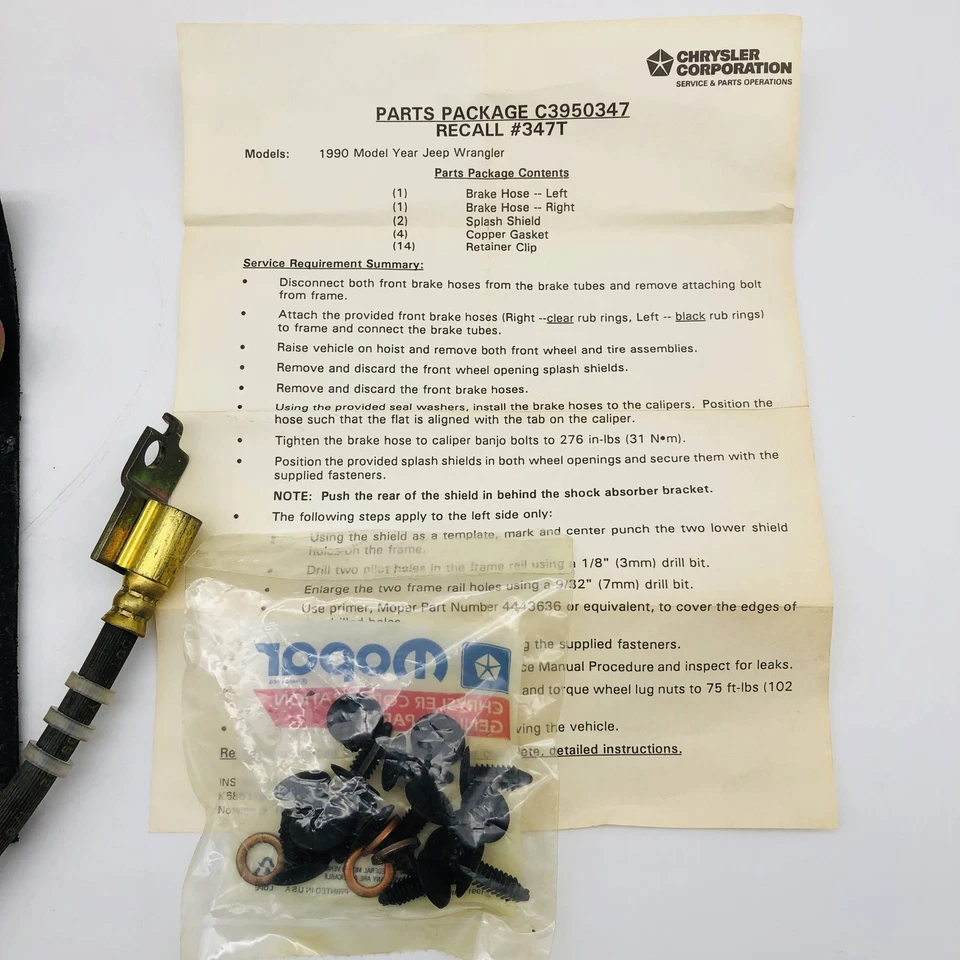 CHRYSLER
CORPORATION
SERVICE & PARTS OPERATIONS
PARTS PACKAGE C3950347
RECALL #347T
Models: 1990 Model Year Jeep Wrangler
Parts Package Contents
(1) Brake Hose -- Left
(1) Brake Hose -- Right
(2) Splash Shield
(4) Copper Gasket
(14) Retainer Clip
Service Requirement Summary:
• Disconnect both front brake hoses from the brake tubes and remove attaching bolt
from frame.
• Attach the provided front brake hoses (Right --clear rub rings, Left -- black rub rings)
to frame and connect the brake tubes.
• Raise vehicle on hoist and remove both front wheel and tire assemblies.
• Remove and discard the front wheel opening splash shields.
• Remove and discard the front brake hoses.
• Using the provided seal washers, install the brake hoses to the calipers. Position the
hose such that the flat is aligned with the tab on the caliper.
• Tighten the brake hose to caliper banjo bolts to 276 in-lbs (31 N•m).
• Position the provided splash shields in both wheel openings and secure them with the
supplied fasteners.
NOTE: Push the rear of the shield in behind the shock absorber bracket.
• The following steps apply to the left side only:
Using the shield as a template, mark and center punch the two lower shield
holes on the frame.
Drill two pilot holes in the frame rail using a 1/8" (3mm) drill bit.
Enlarge the two frame rail holes using a 9/32" (7mm) drill bit.
Use primer, Mopar Part Number 4443636 or equivalent, to cover the edges of
drilled holes.
the supplied fasteners.
Manual Procedure and inspect for leaks.
and torque wheel lug nuts to 75 ft-lbs (102
the vehicle.
detailed instructions.
Mopar
CHRYSLER CORPORATION
GENUINE PARTS
INS
PRINTED IN U.S.A.